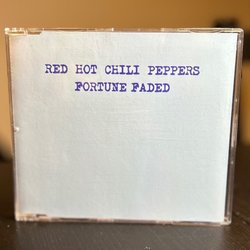 RED HOT CHILI PEPPERS
FORTUNE FADED